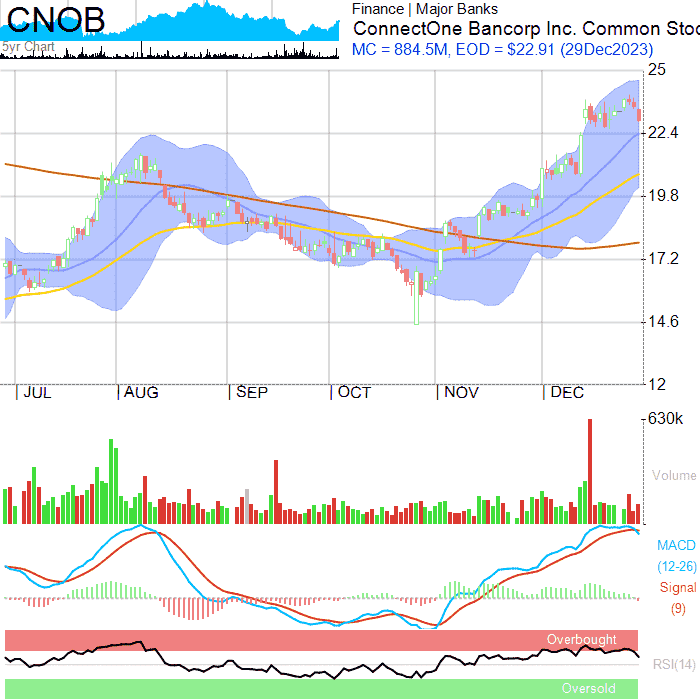 CNOB
5yr Chart
Finance | Major Banks
ConnectOne Bancorp Inc. Common Stoc
MC = 884.5M, EOD = $22.91 (29Dec2023)
25
22.4
19.8
17.2
14.6
12
| JUL | AUG | SEP | OCT | NOV | DEC
630k
Volume
MACD
(12-26)
Signal
(9)
Overbought
RSI(14)
Oversold